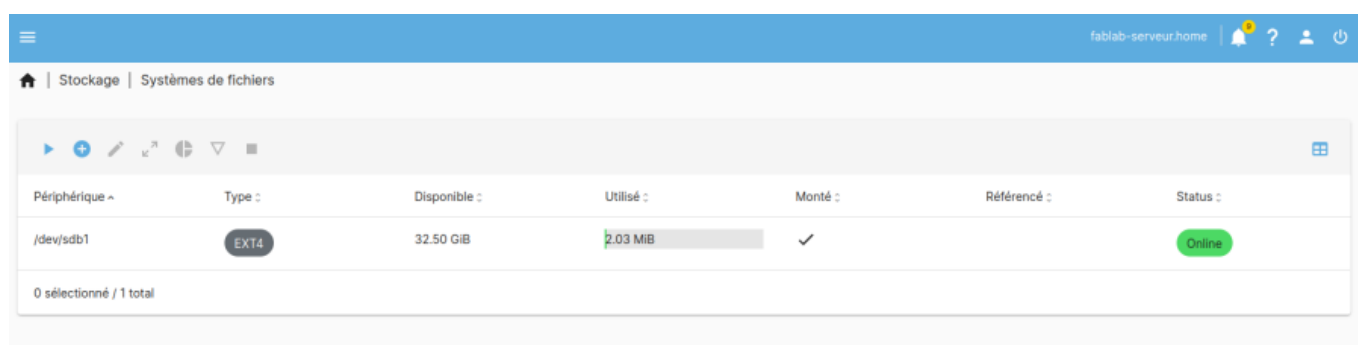 fablab-serveur.home | 9 ?
| Stockage | Systèmes de fichiers
Périphérique Type Disponible Utilisé Monté Référencé Status
/dev/sdb1 EXT4 32.50 GiB 2.03 MiB ✓ Online
0 sélectionné / 1 total